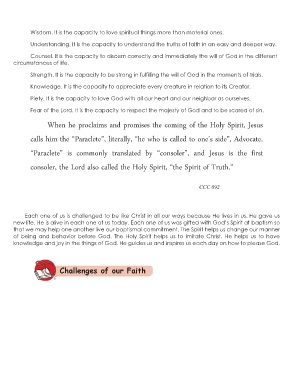 Wisdom. It is the capacity to love spiritual things more than material ones.
Understanding. It is the capacity to understand the truths of faith in an easy and deeper way.
Counsel. It is the capacity to discern correctly and immediately the will of God in the different
circumstances of life.
Strength. It is the capacity to be strong in fulfilling the will of God in the moments of trials.
Knowledge. It is the capacity to appreciate every creature in relation to its Creator.
Piety. It is the capacity to love God with all our heart and our neighbor as ourselves.
Fear of the Lord. It is the capacity to respect the majesty of God and to be scared of sin.
When he proclaims and promises the coming of the Holy Spirit, Jesus
calls him the “Paraclete”, literally, “he who is called to one's side”, Advocate.
“Paraclete” is commonly translated by “consoler”, and Jesus is the first
consoler, the Lord also called the Holy Spirit, “the Spirit of Truth.”
CCC 692
Each one of us is challenged to be like Christ in all our ways because He lives in us. He gave us
new life. He is alive in each one of us today. Each one of us was gifted with God's Spirit at baptism so
that we may help one another live our baptismal commitment. The Spirit helps us change our manner
of being and behavior before God. The Holy Spirit helps us to imitate Christ. He helps us to have
knowledge and joy in the things of God. He guides us and inspires us each day on how to please God.
Challenges of our Faith